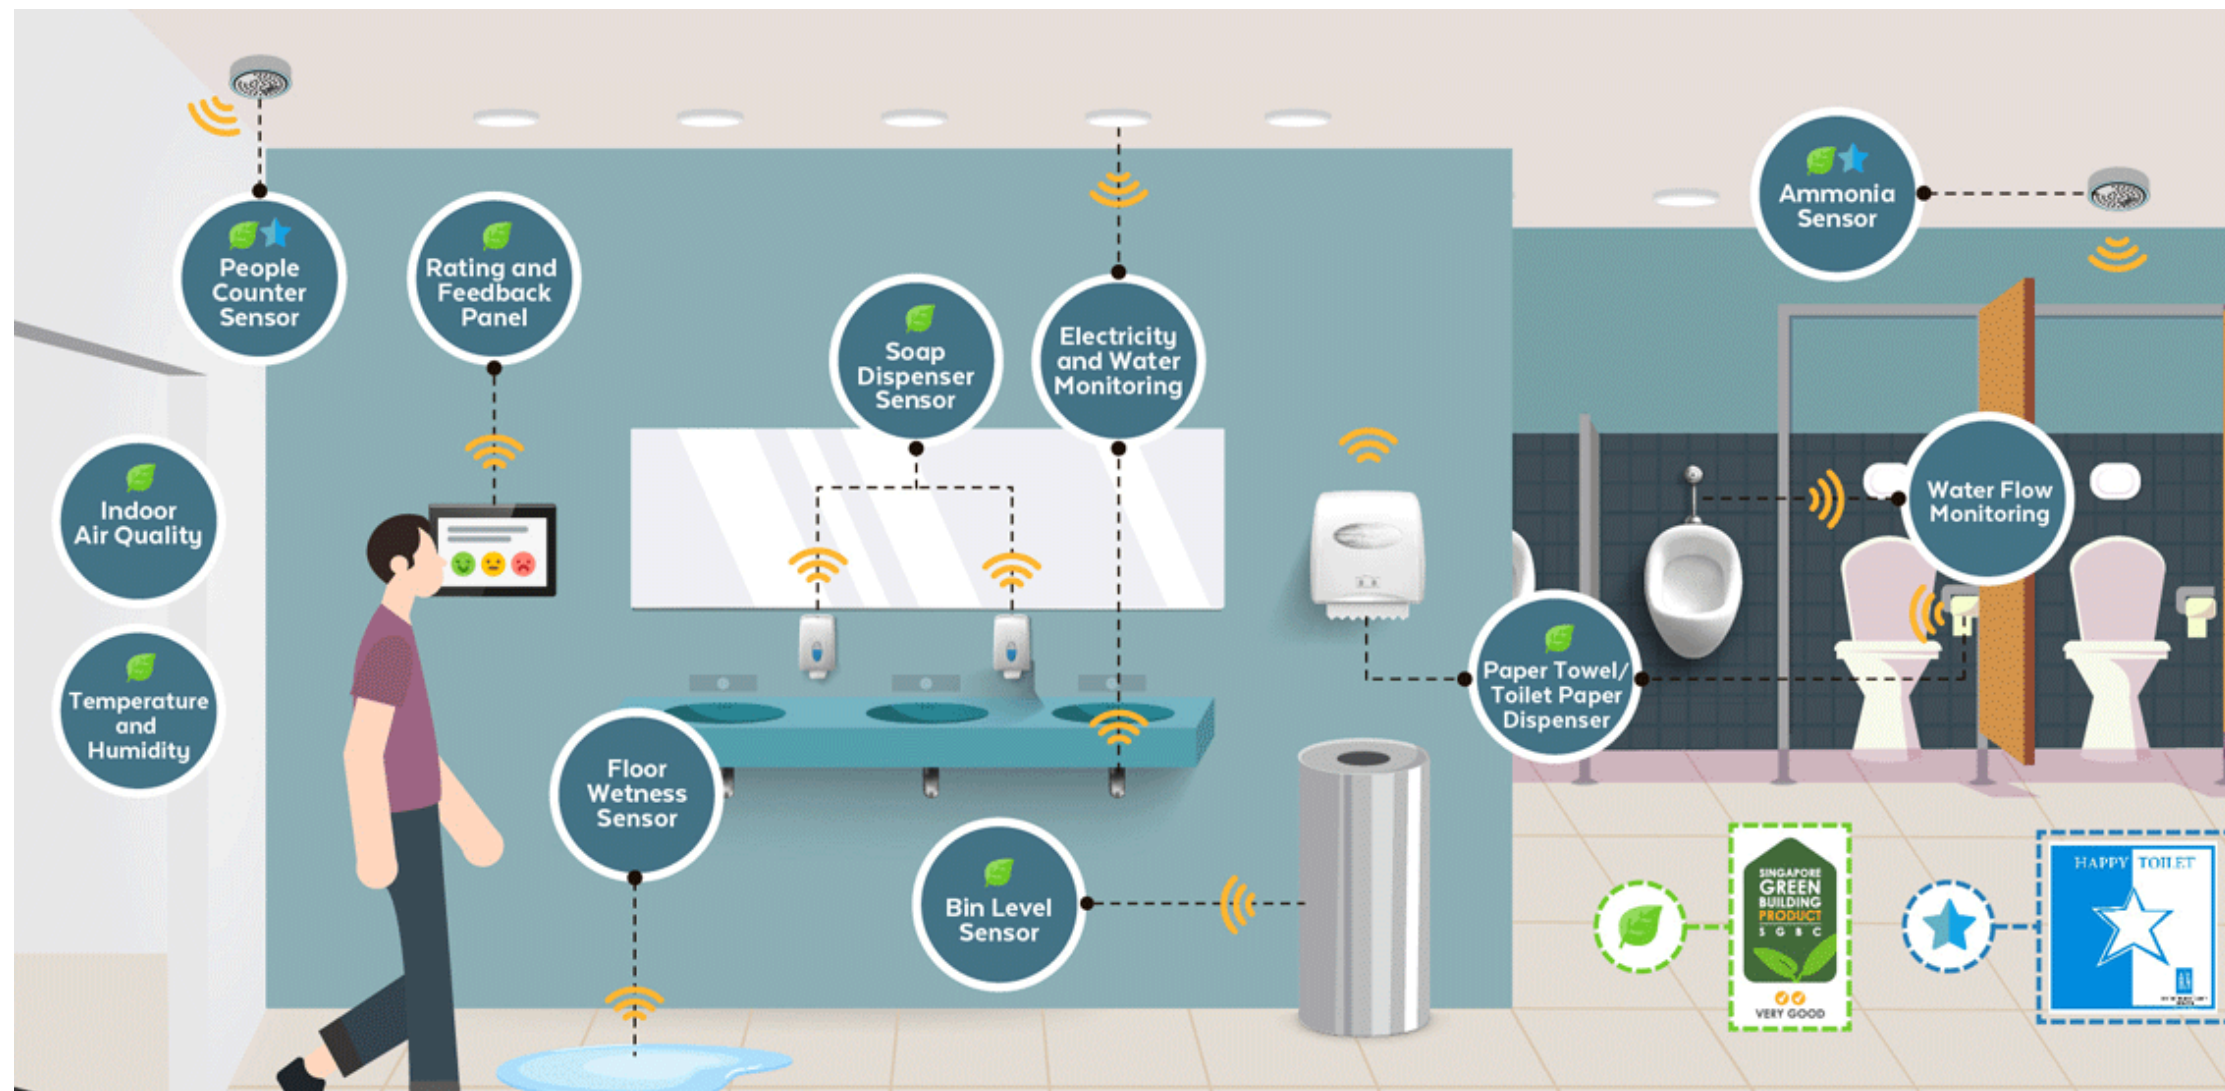 People
Counter
Sensor
Rating and
Feedback
Panel
Soap
Dispenser
Sensor
Electricity
and Water
Monitoring
Ammonia
Sensor
Indoor
Air Quality
Temperature
and
Humidity
Floor
Wetness
Sensor
Bin Level
Sensor
Paper Towel/
Toilet Paper
Dispenser
Water Flow
Monitoring
SINGAPORE
GREEN
BUILDING
PRODUCT
SGBC
VERY GOOD
HAPPY TOILET